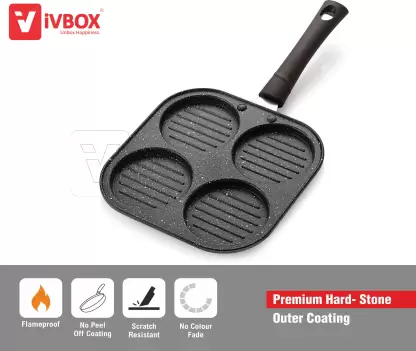 iVBOX®
Unbox Happiness.
Flameproof
No Peel
Off Coating
Scratch
Resistant
No Colour
Fade
Premium Hard- Stone
Outer Coating